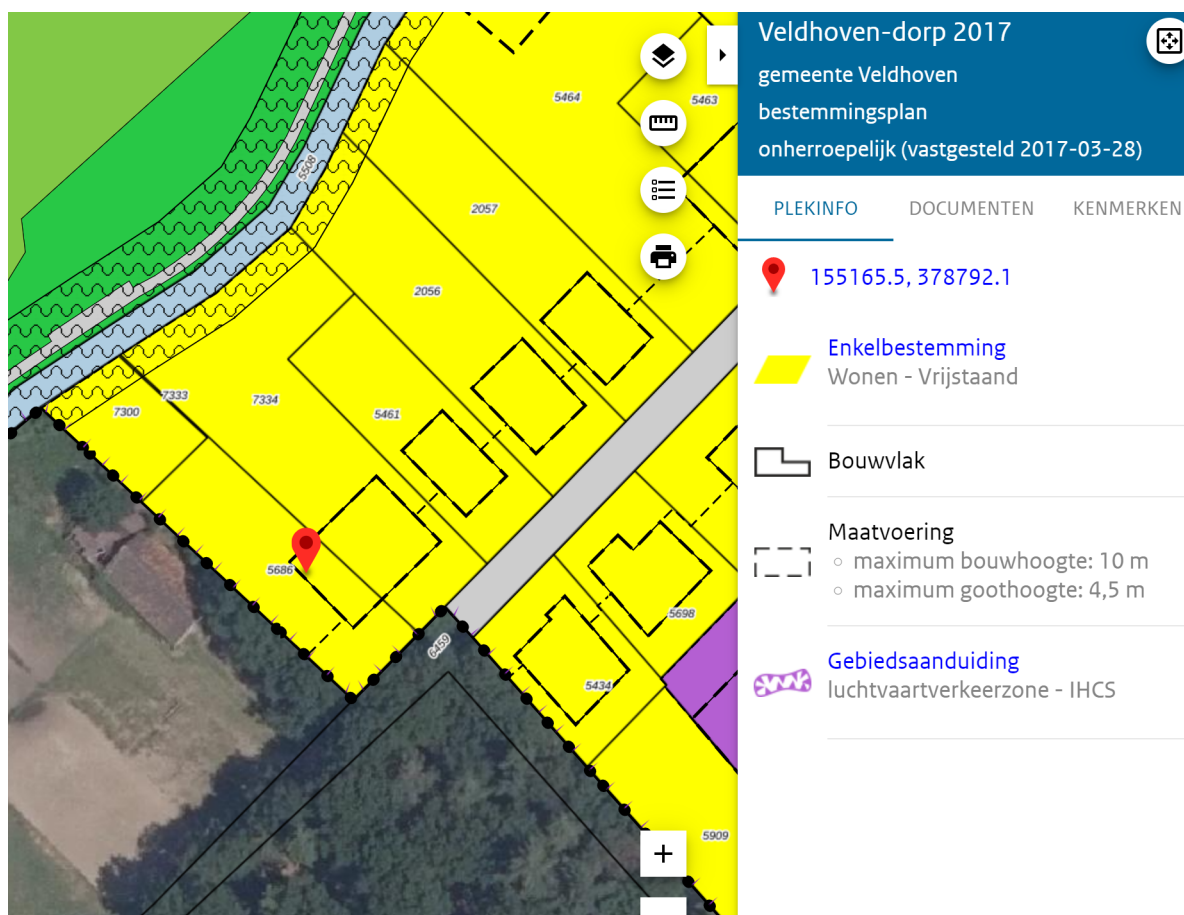 Veldhoven-dorp 2017
gemeente Veldhoven
bestemmingsplan
onherroepelijk (vastgesteld 2017-03-28)
PLEKINFO DOCUMENTEN KENMERKEN
155165.5, 378792.1
Enkelbestemming
Wonen - Vrijstaand
Bouwvlak
Maatvoering
maximum bouwhoogte: 10 m
maximum goothoogte: 4,5 m
Gebiedsaanduiding
luchtvaartverkeerzone - IHCS
5464
5463
5508
2057
2056
7333
7334
7300
5461
5686
5698
6459
5434
5909
+